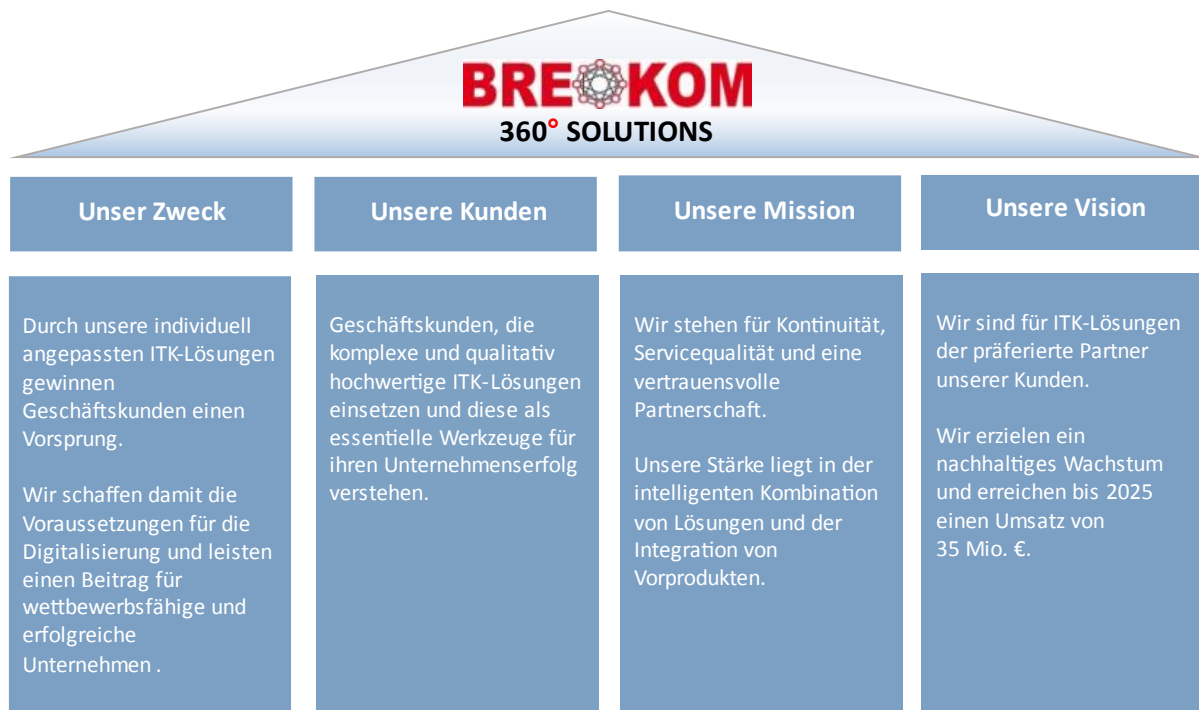 BREKOM
360° SOLUTIONS
Unser Zweck
Durch unsere individuell
angepassten ITK-Lösungen
gewinnen
Geschäftskunden einen
Vorsprung.
Wir schaffen damit die
Voraussetzungen für die
Digitalisierung und leisten
einen Beitrag für
wettbewerbsfähige und
erfolgreiche
Unternehmen .
Unsere Kunden
Geschäftskunden, die
komplexe und qualitativ
hochwertige ITK-Lösungen
einsetzen und diese als
essentielle Werkzeuge für
ihren Unternehmenserfolg
verstehen.
Unsere Mission
Wir stehen für Kontinuität,
Servicequalität und eine
vertrauensvolle
Partnerschaft.
Unsere Stärke liegt in der
intelligenten Kombination
von Lösungen und der
Integration von
Vorprodukten.
Unsere Vision
Wir sind für ITK-Lösungen
der präferierte Partner
unserer Kunden.
Wir erzielen ein
nachhaltiges Wachstum
und erreichen bis 2025
einen Umsatz von
35 Mio. €.